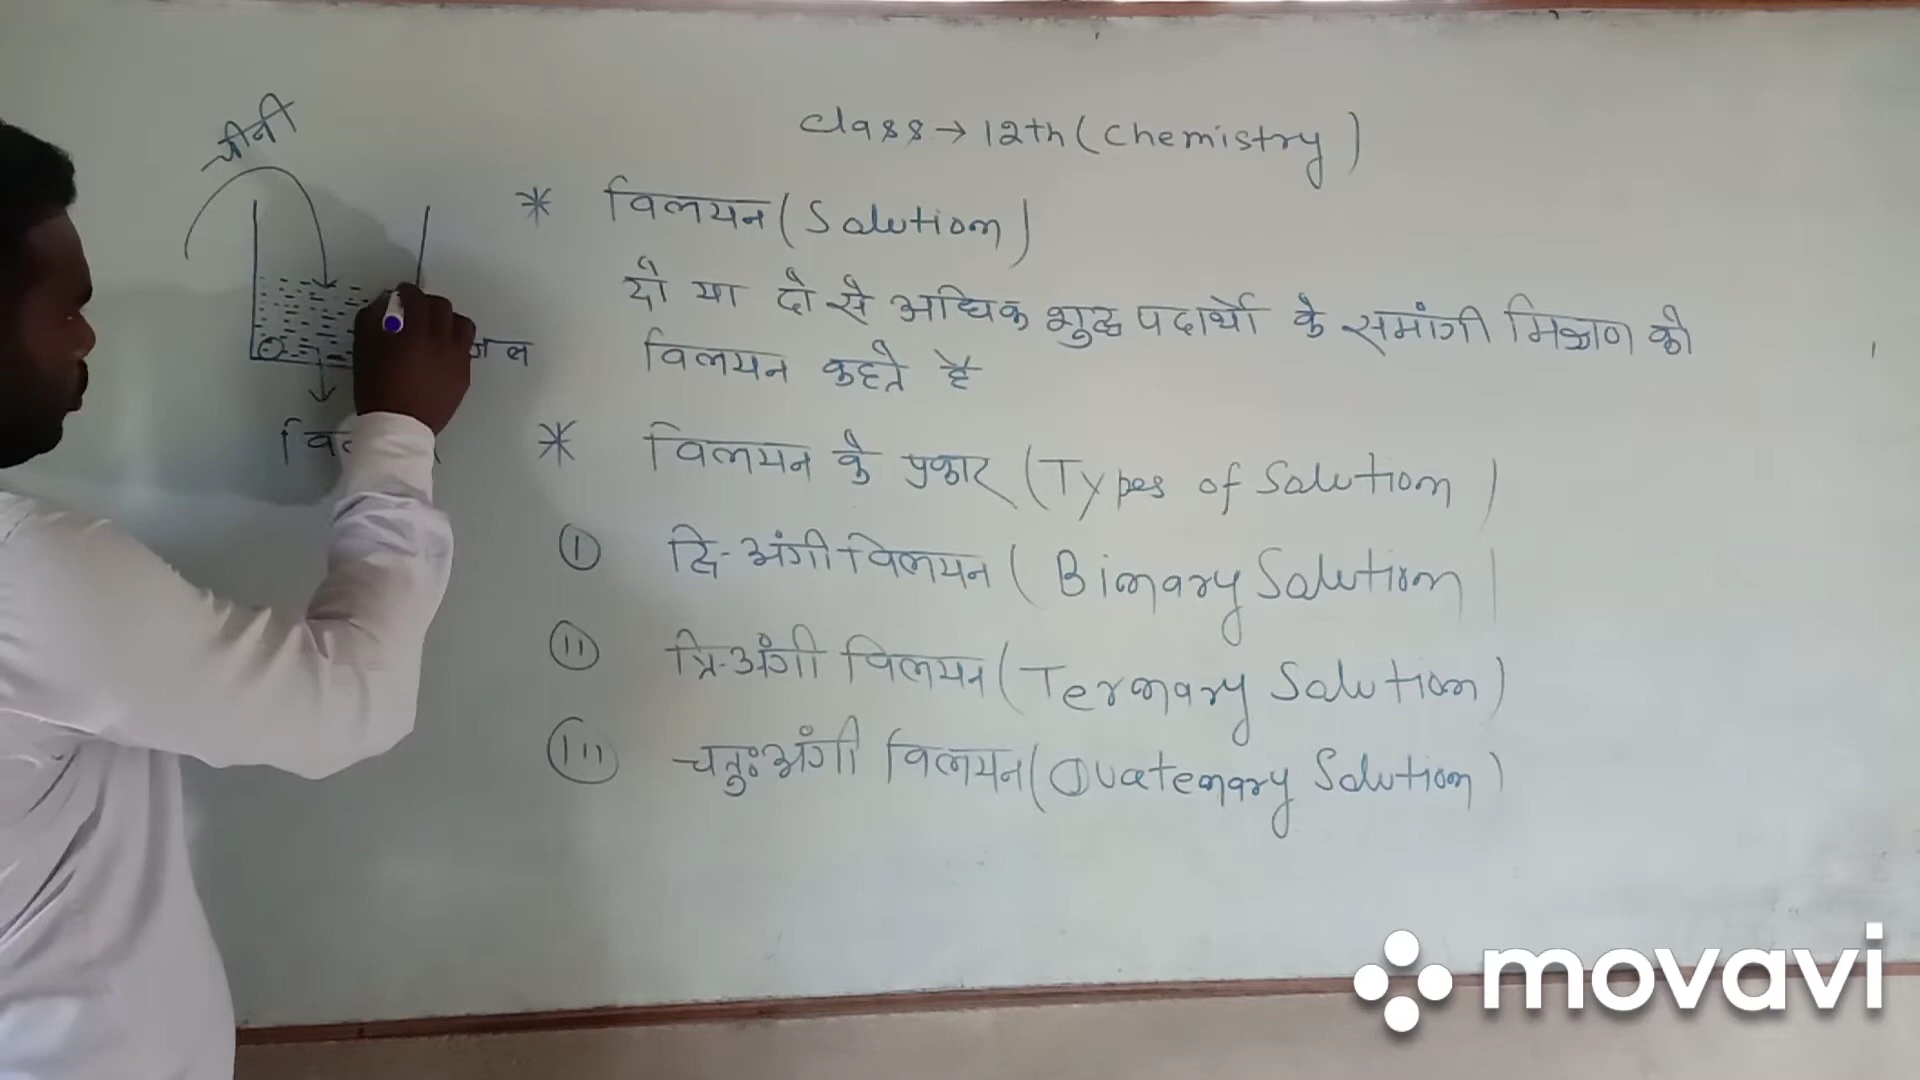 class → 12th (Chemistry)
चीनी
* विलयन (Solution)
दो या दो से अधिक शुद्ध पदार्थो के समांगी मिश्रण को
विलयन कहते है
जल
* विलयन के प्रकार (Types of Solution)
(I) द्वि-अंगी विलयन (Binary Solution)
(II) त्रि-अंगी विलयन (Ternary Solution)
(III) चतुःअंगी विलयन (Quatenary Solution)
movavi